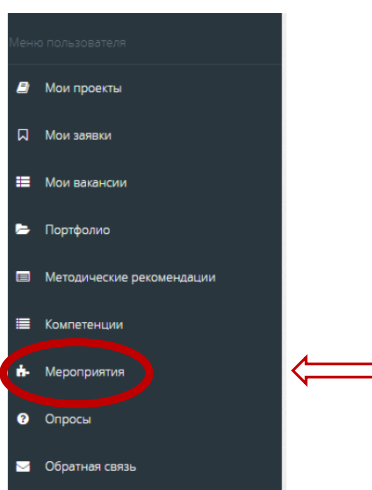 Меню пользователя
Мои проекты
Мои заявки
Мои вакансии
Портфолио
Методические рекомендации
Компетенции
Мероприятия
Опросы
Обратная связь